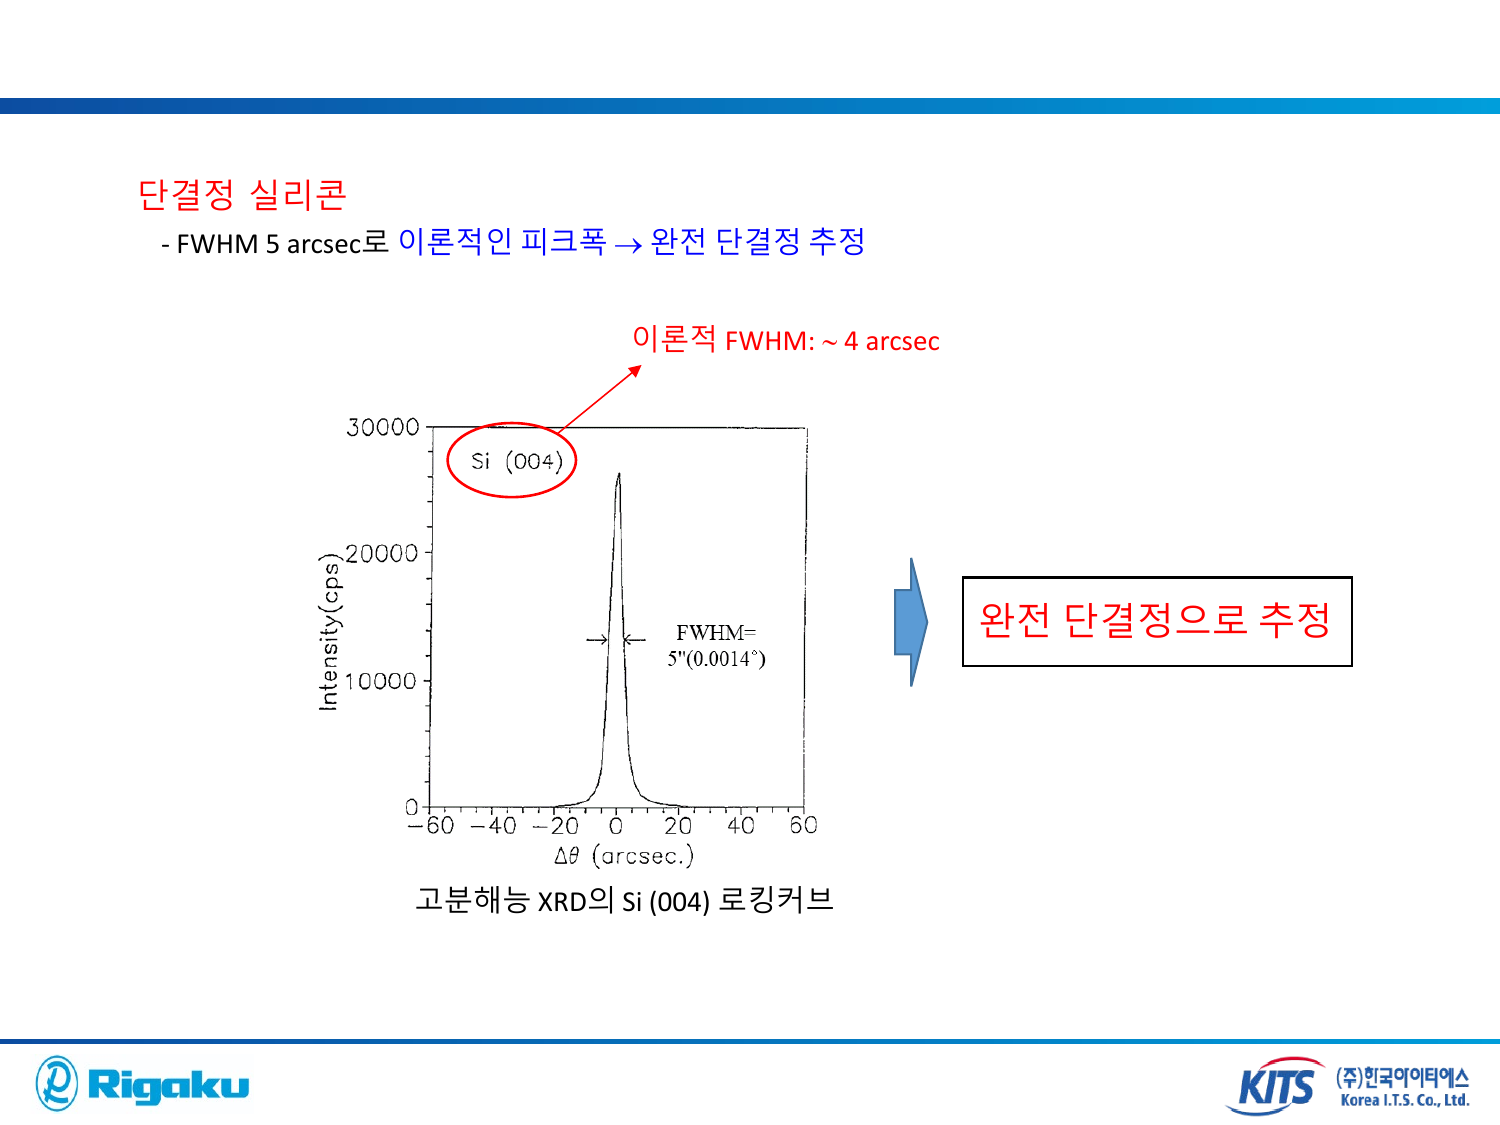 단결정 실리콘
- FWHM 5 arcsec로 이론적인 피크폭 → 완전 단결정 추정
이론적 FWHM: ~ 4 arcsec
30000
Si (004)
20000
Intensity(cps)
FWHM=
5"(0.0014°)
10000
0
-60 -40 -20 0 20 40 60
Δθ (arcsec.)
완전 단결정으로 추정
고분해능 XRD의 Si (004) 로킹커브
Rigaku
KITS
(주)한국아이티에스
Korea I.T.S. Co., Ltd.